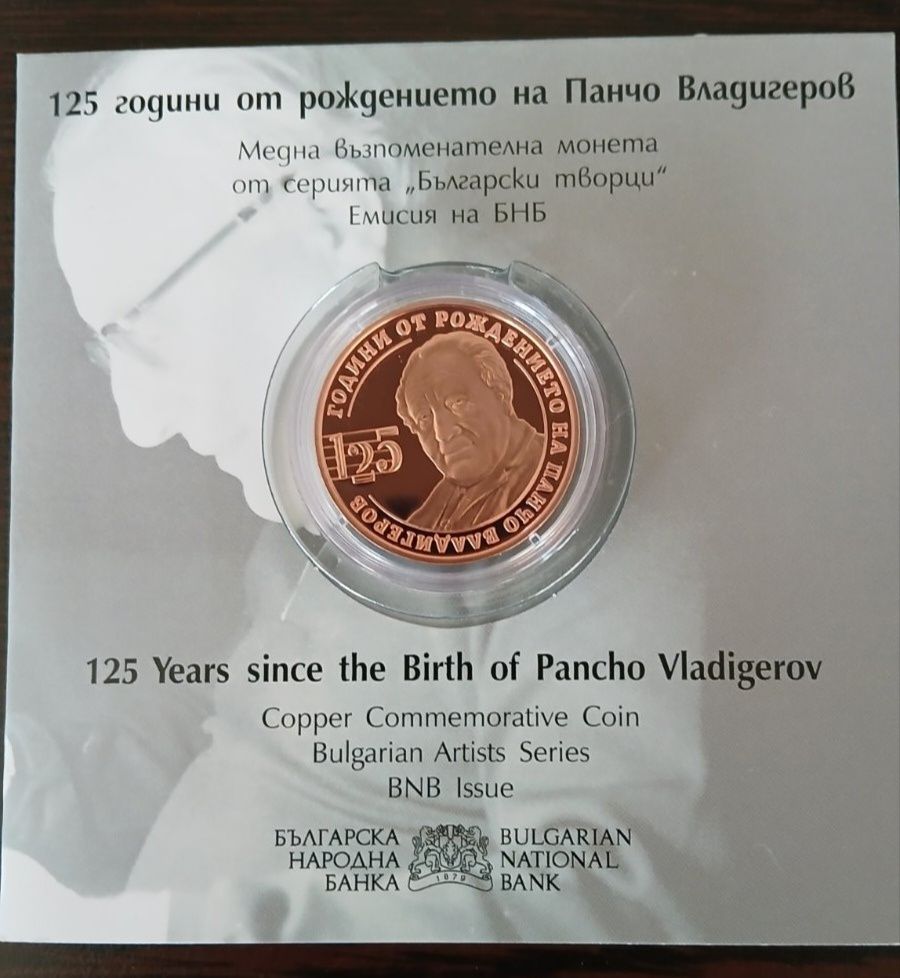 125 години от рождението на Панчо Владигеров
Медна възпоменателна монета
от серията „Български творци“
Емисия на БНБ
ГОДИНИ ОТ РОЖДЕНИЕТО НА ПАНЧО ВЛАДИГЕРОВ
125
125 Years since the Birth of Pancho Vladigerov
Copper Commemorative Coin
Bulgarian Artists Series
BNB Issue
БЪЛГАРСКА
НАРОДНА
БАНКА
1879
BULGARIAN
NATIONAL
BANK